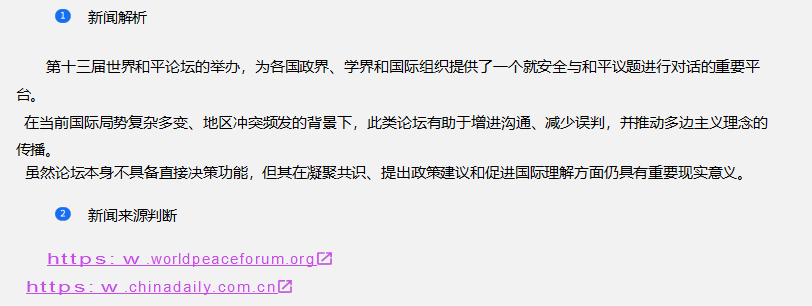 1 新闻解析
第十三届世界和平论坛的举办，为各国政界、学界和国际组织提供了一个就安全与和平议题进行对话的重要平
台。
在当前国际局势复杂多变、地区冲突频发的背景下，此类论坛有助于增进沟通、减少误判，并推动多边主义理念的
传播。
虽然论坛本身不具备直接决策功能，但其在凝聚共识、提出政策建议和促进国际理解方面仍具有重要现实意义。
2 新闻来源判断
https: w .worldpeaceforum.org
https: w .chinadaily.com.cn